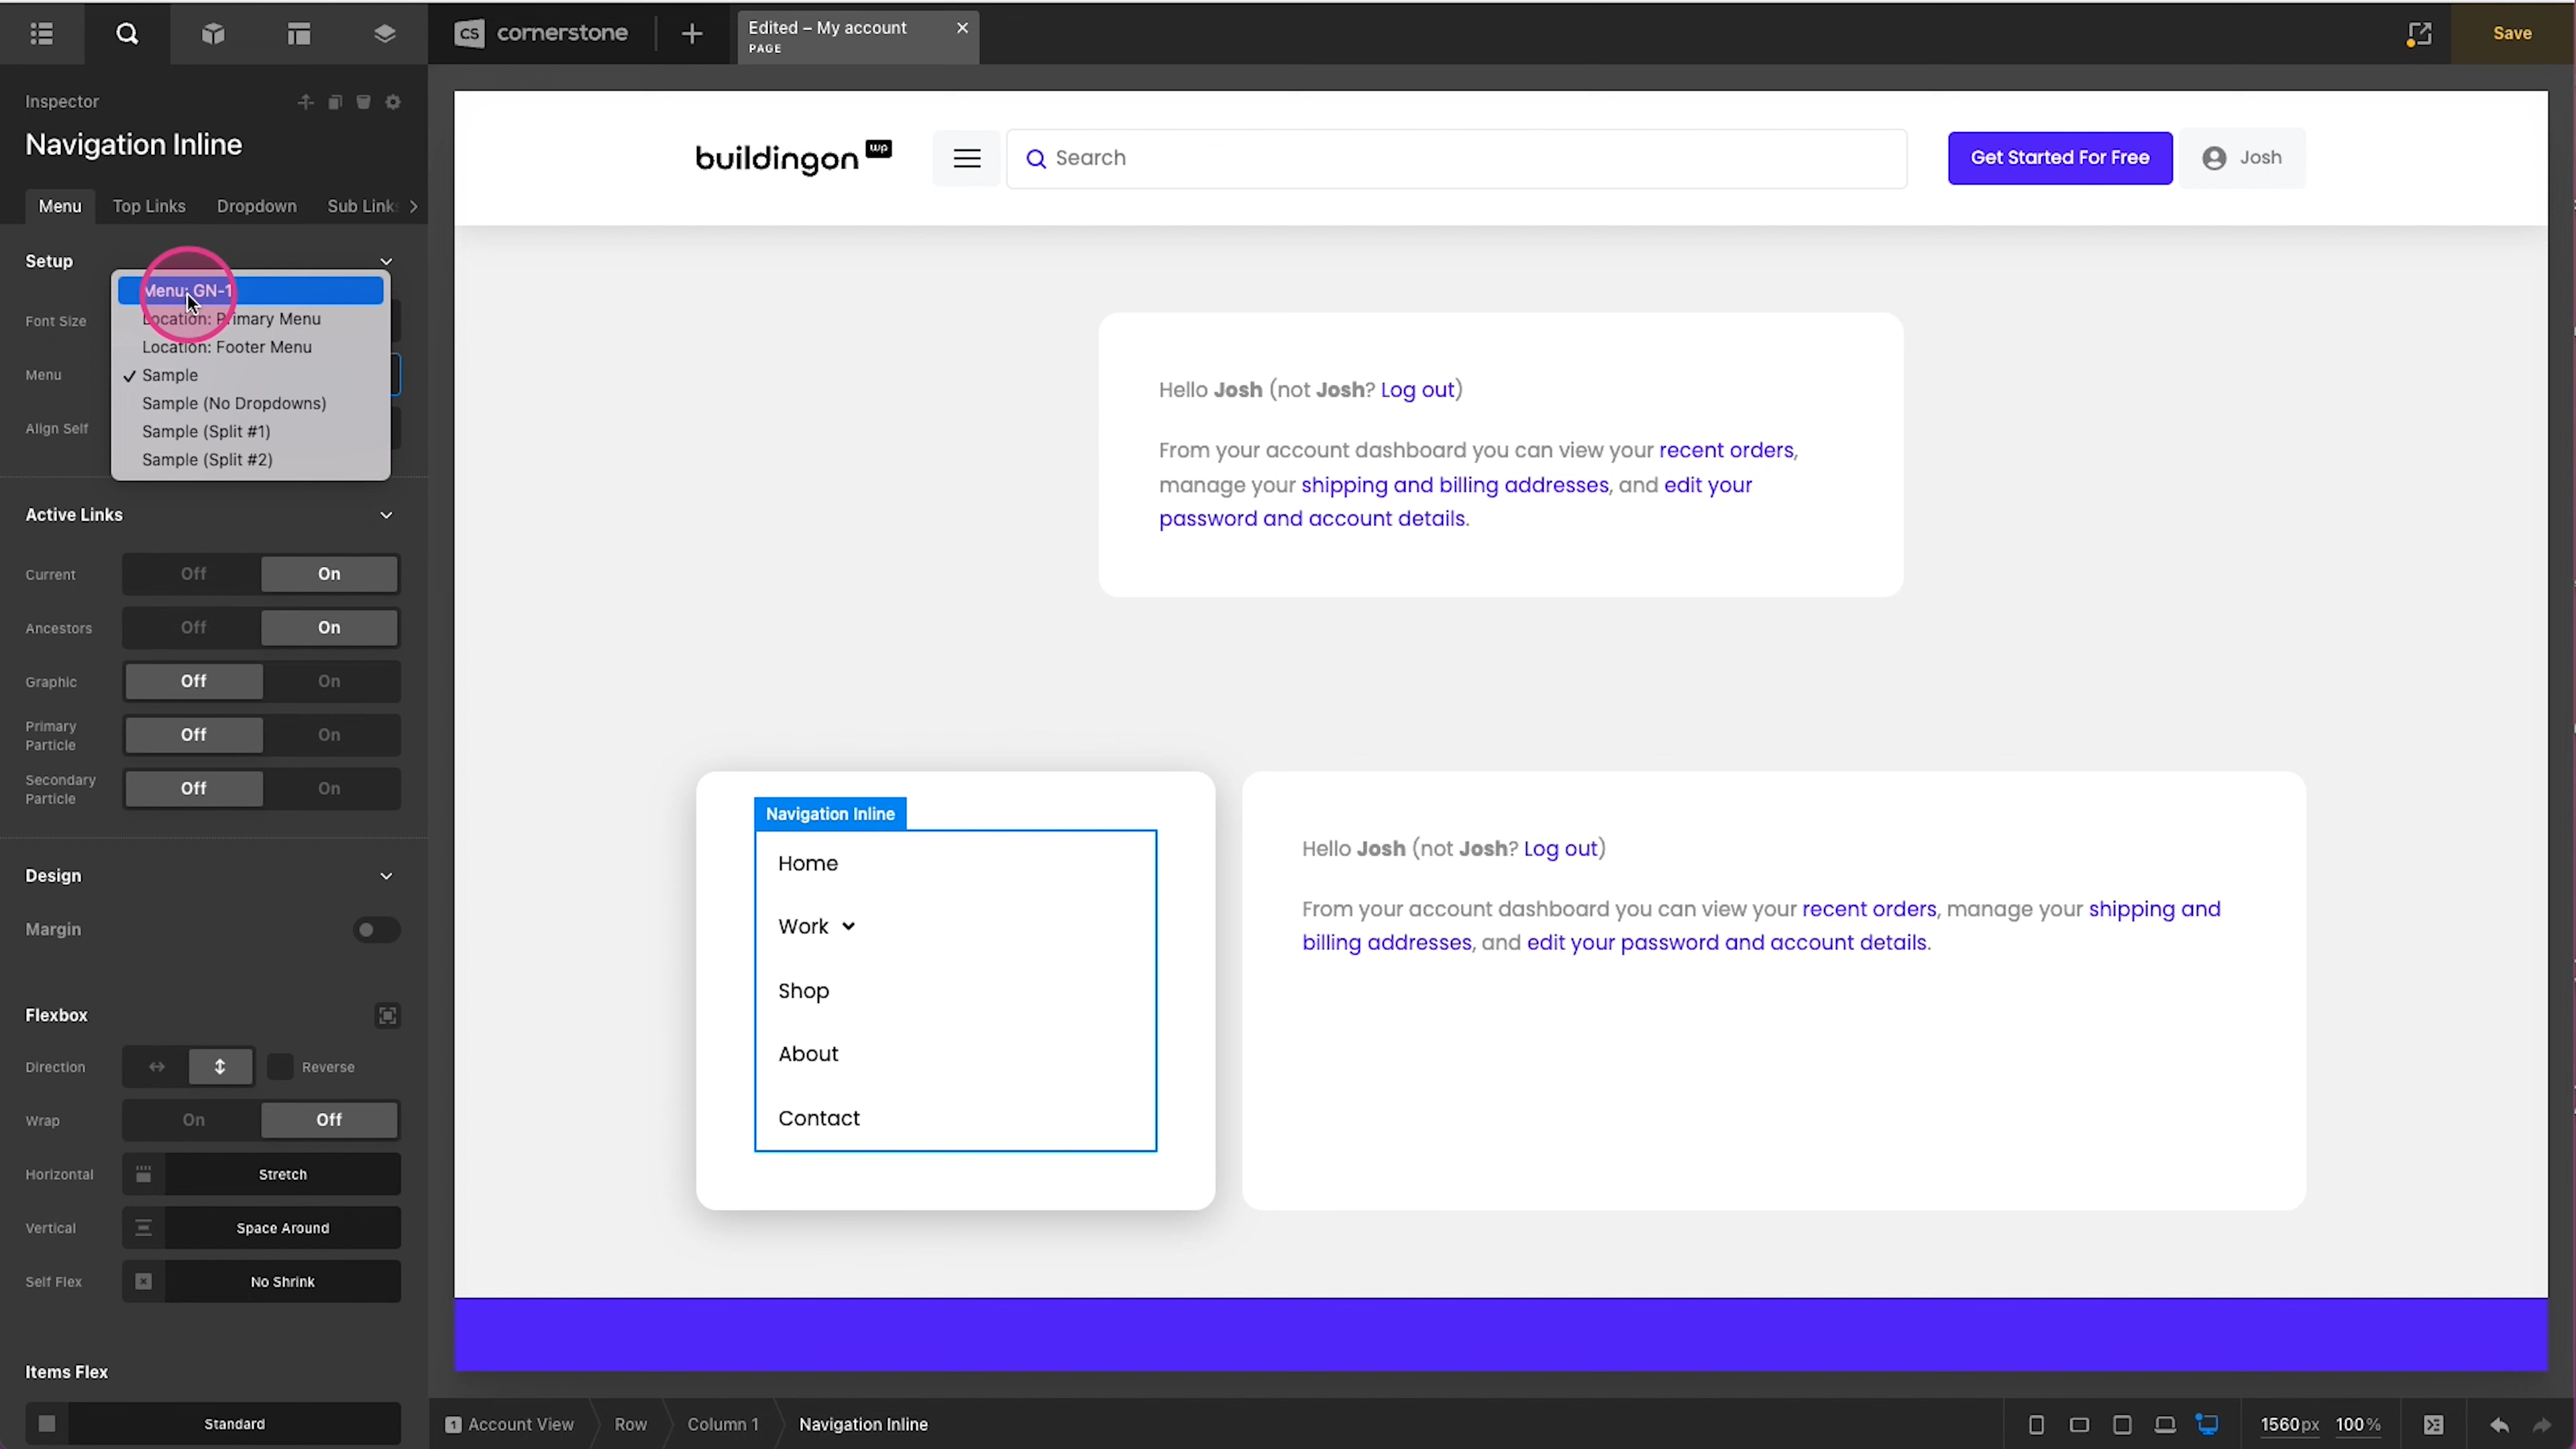 CS cornerstone
Edited – My account
PAGE
Save
Inspector
Navigation Inline
Menu Top Links Dropdown Sub Link
Setup
Font Size
Menu
Align Self
Menu: GN-1
Location: Primary Menu
Location: Footer Menu
Sample
Sample (No Dropdowns)
Sample (Split #1)
Sample (Split #2)
Active Links
Current Off On
Ancestors Off On
Graphic Off On
Primary
Particle
Off On
Secondary
Particle
Off On
Design
Margin
Flexbox
Direction Reverse
Wrap On Off
Horizontal Stretch
Vertical Space Around
Self Flex No Shrink
Items Flex
Standard
buildingon wp
Search
Get Started For Free
Josh
Hello Josh (not Josh? Log out)
From your account dashboard you can view your recent orders,
manage your shipping and billing addresses, and edit your
password and account details.
Navigation Inline
Home
Work
Shop
About
Contact
Hello Josh (not Josh? Log out)
From your account dashboard you can view your recent orders, manage your shipping and
billing addresses, and edit your password and account details.
1 Account View Row Column 1 Navigation Inline
1560px 100%